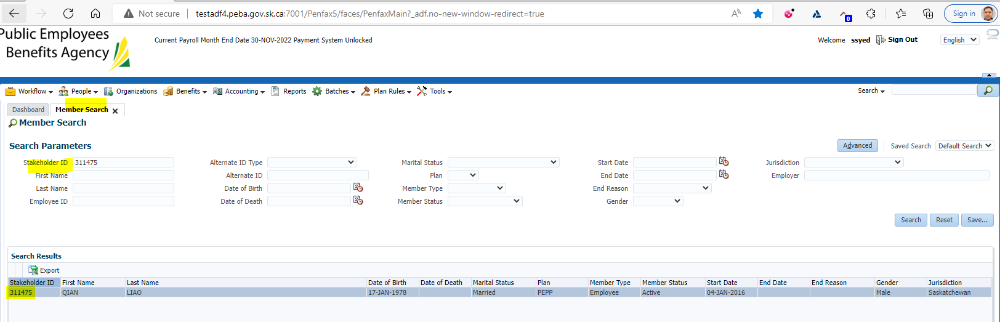 Not secure testadf4.peba.gov.sk.ca:7001/Penfax5/faces/PenfaxMain?_adf.no-new-window-redirect=true 0 Sign in
Public Employees
Benefits Agency
Current Payroll Month End Date 30-NOV-2022 Payment System Unlocked Welcome ssyed Sign Out English
Workflow People Organizations Benefits Accounting Reports Batches Plan Rules Tools Search
Dashboard Member Search
Member Search
Search Parameters Advanced Saved Search Default Search
Stakeholder ID 311475 Alternate ID Type Marital Status Start Date Jurisdiction
First Name Alternate ID Plan End Date Employer
Last Name Date of Birth Member Type End Reason
Employee ID Date of Death Member Status Gender
Search Reset Save...
Search Results
Export
Stakeholder ID First Name Last Name Date of Birth Date of Death Marital Status Plan Member Type Member Status Start Date End Date End Reason Gender Jurisdiction
311475 QIAN LIAO 17-JAN-1978 Married PEPP Employee Active 04-JAN-2016 Male Saskatchewan